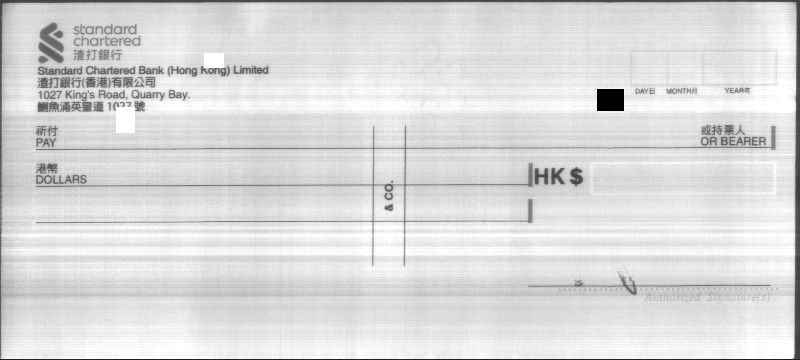 standard
chartered
渣打銀行
Standard Chartered Bank (Hong Kong) Limited
渣打銀行(香港)有限公司
1027 King's Road, Quarry Bay.
鰂魚涌英皇道 1027 號
DAY日 MONTH月 YEAR年
祈付
PAY
或持票人
OR BEARER
港幣
DOLLARS
HK $
& CO.
Authorized Signature(s)